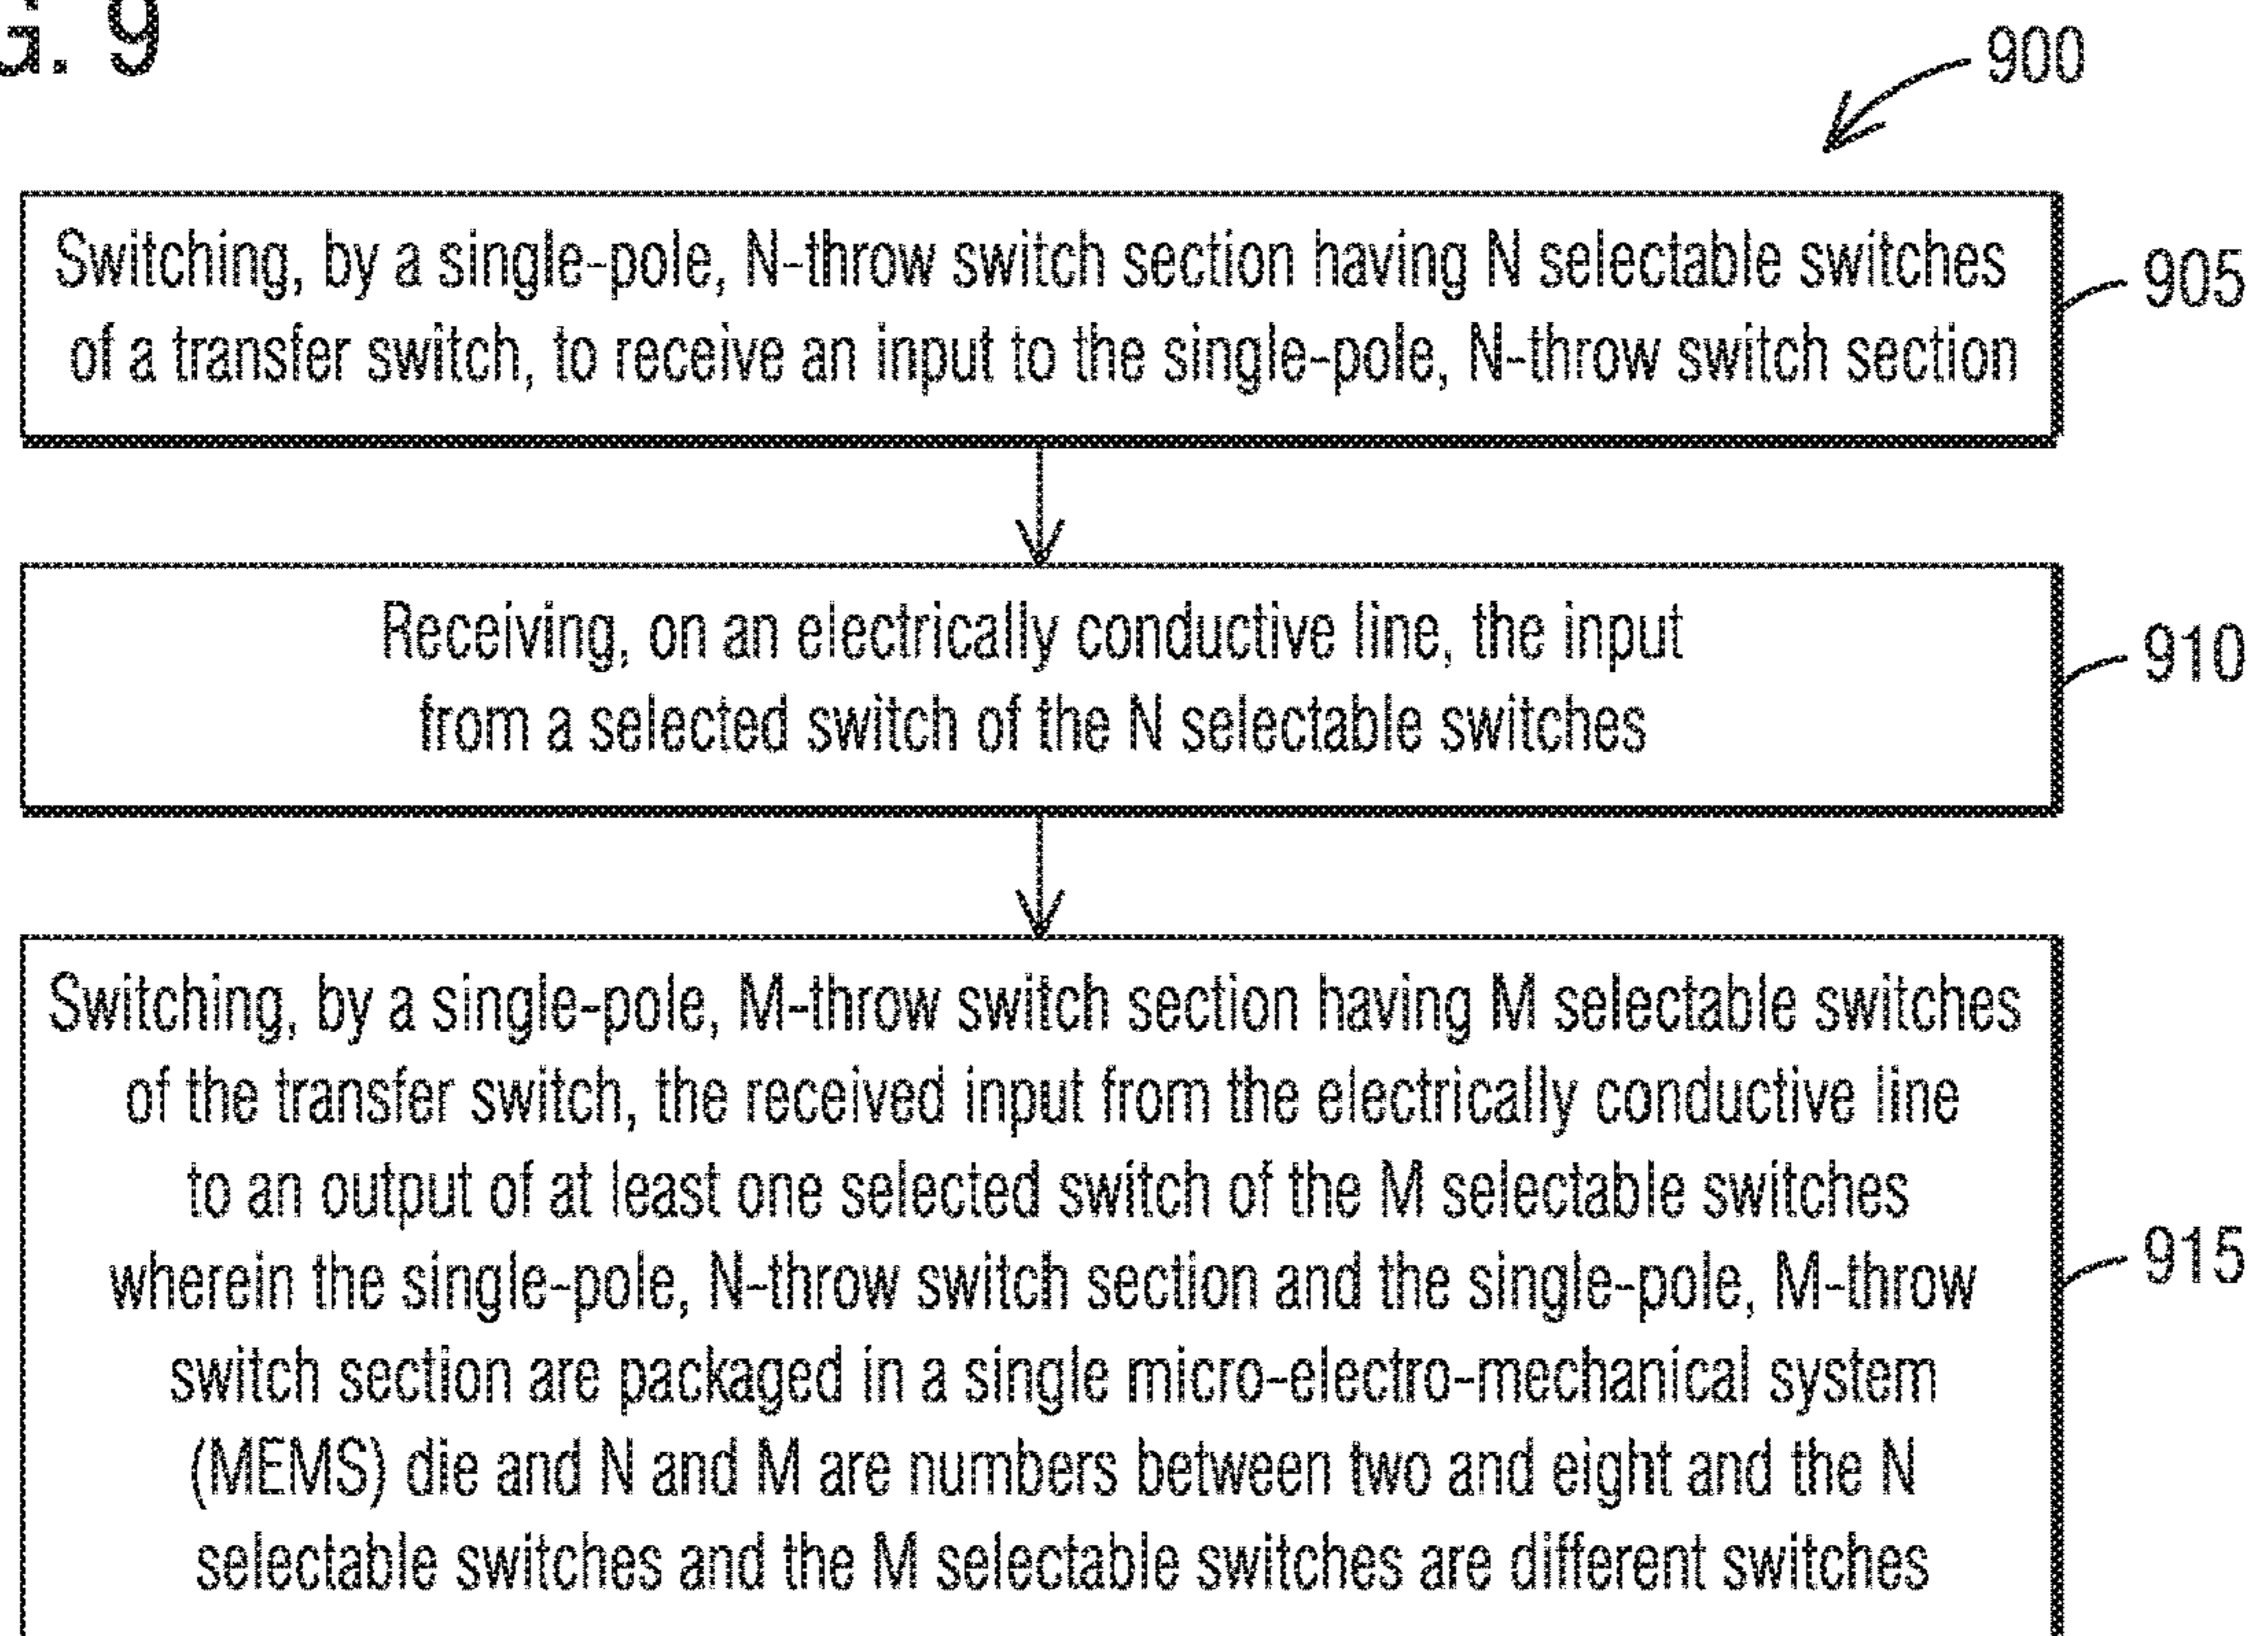 G. 9
900
Switching, by a single-pole, N-throw switch section having N selectable switches
of a transfer switch, to receive an input to the single-pole, N-throw switch section
905
Receiving, on an electrically conductive line, the input
from a selected switch of the N selectable switches
910
Switching, by a single-pole, M-throw switch section having M selectable switches
of the transfer switch, the received input from the electrically conductive line
to an output of at least one selected switch of the M selectable switches
wherein the single-pole, N-throw switch section and the single-pole, M-throw
switch section are packaged in a single micro-electro-mechanical system
(MEMS) die and N and M are numbers between two and eight and the N
selectable switches and the M selectable switches are different switches
915